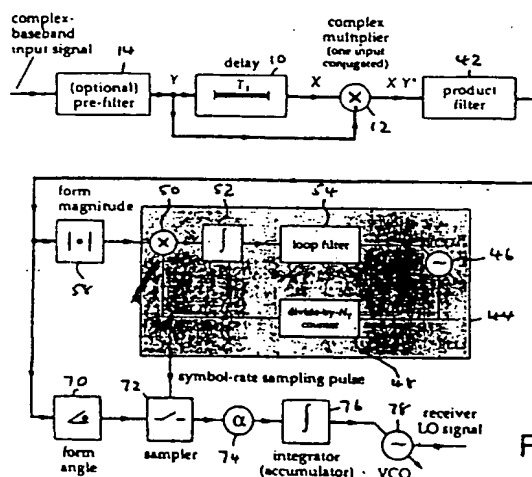 complex-
baseband
input signal
14
(optional)
pre-filter
Y
delay
10
T₁
X
complex
multiplier
(one input
conjugated)
12
X Y*
42
product
filter
form
magnitude
|•|
58
50
52
∫
54
loop filter
46
44
divide-by-
counter
48
symbol-rate sampling pulse
70
form
angle
72
sampler
α
74
∫
76
integrator
(accumulator)
78
VCO
receiver
LO signal
F